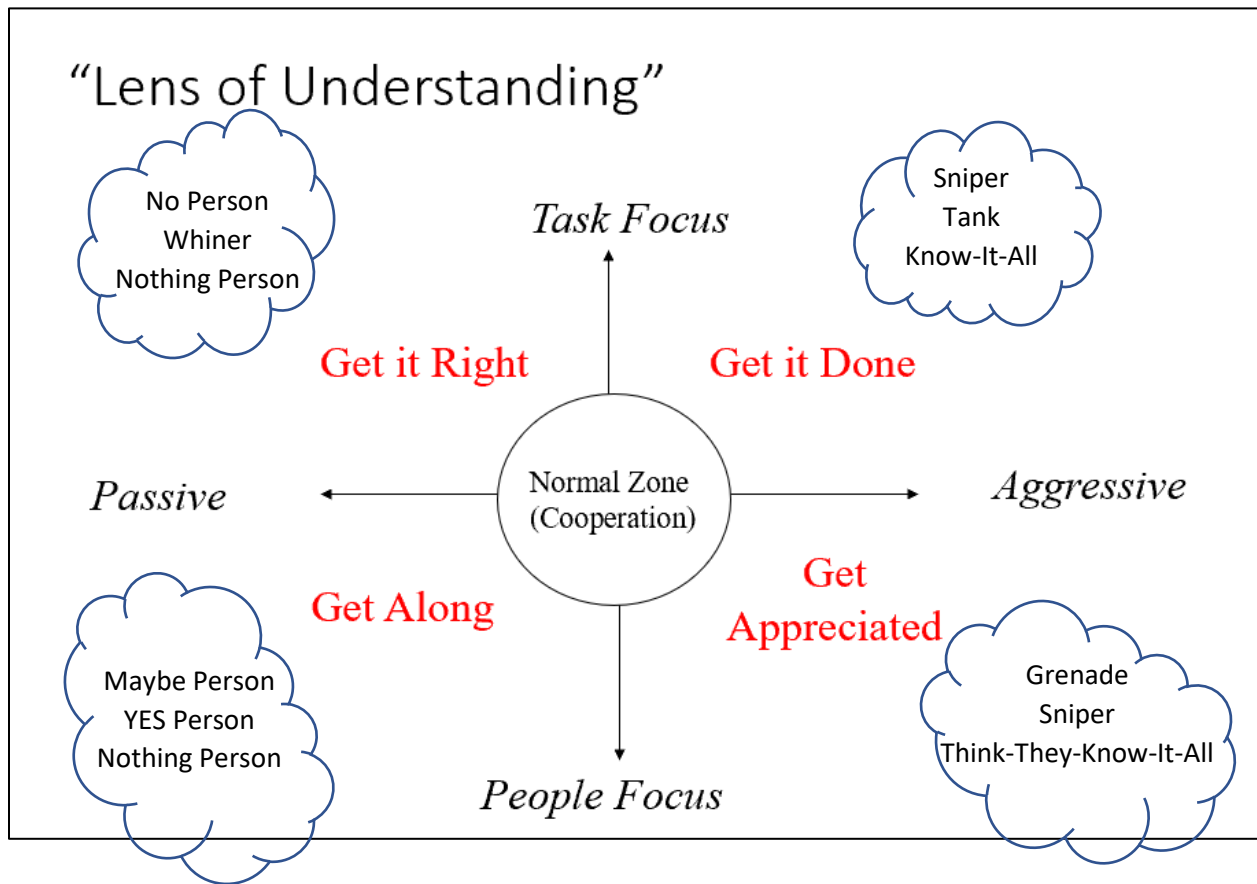 “Lens of Understanding”
No Person
Whiner
Nothing Person
Sniper
Tank
Know-It-All
Task Focus
Get it Right
Get it Done
Passive
Normal Zone
(Cooperation)
Aggressive
Get Along
Get
Appreciated
Maybe Person
YES Person
Nothing Person
Grenade
Sniper
Think-They-Know-It-All
People Focus